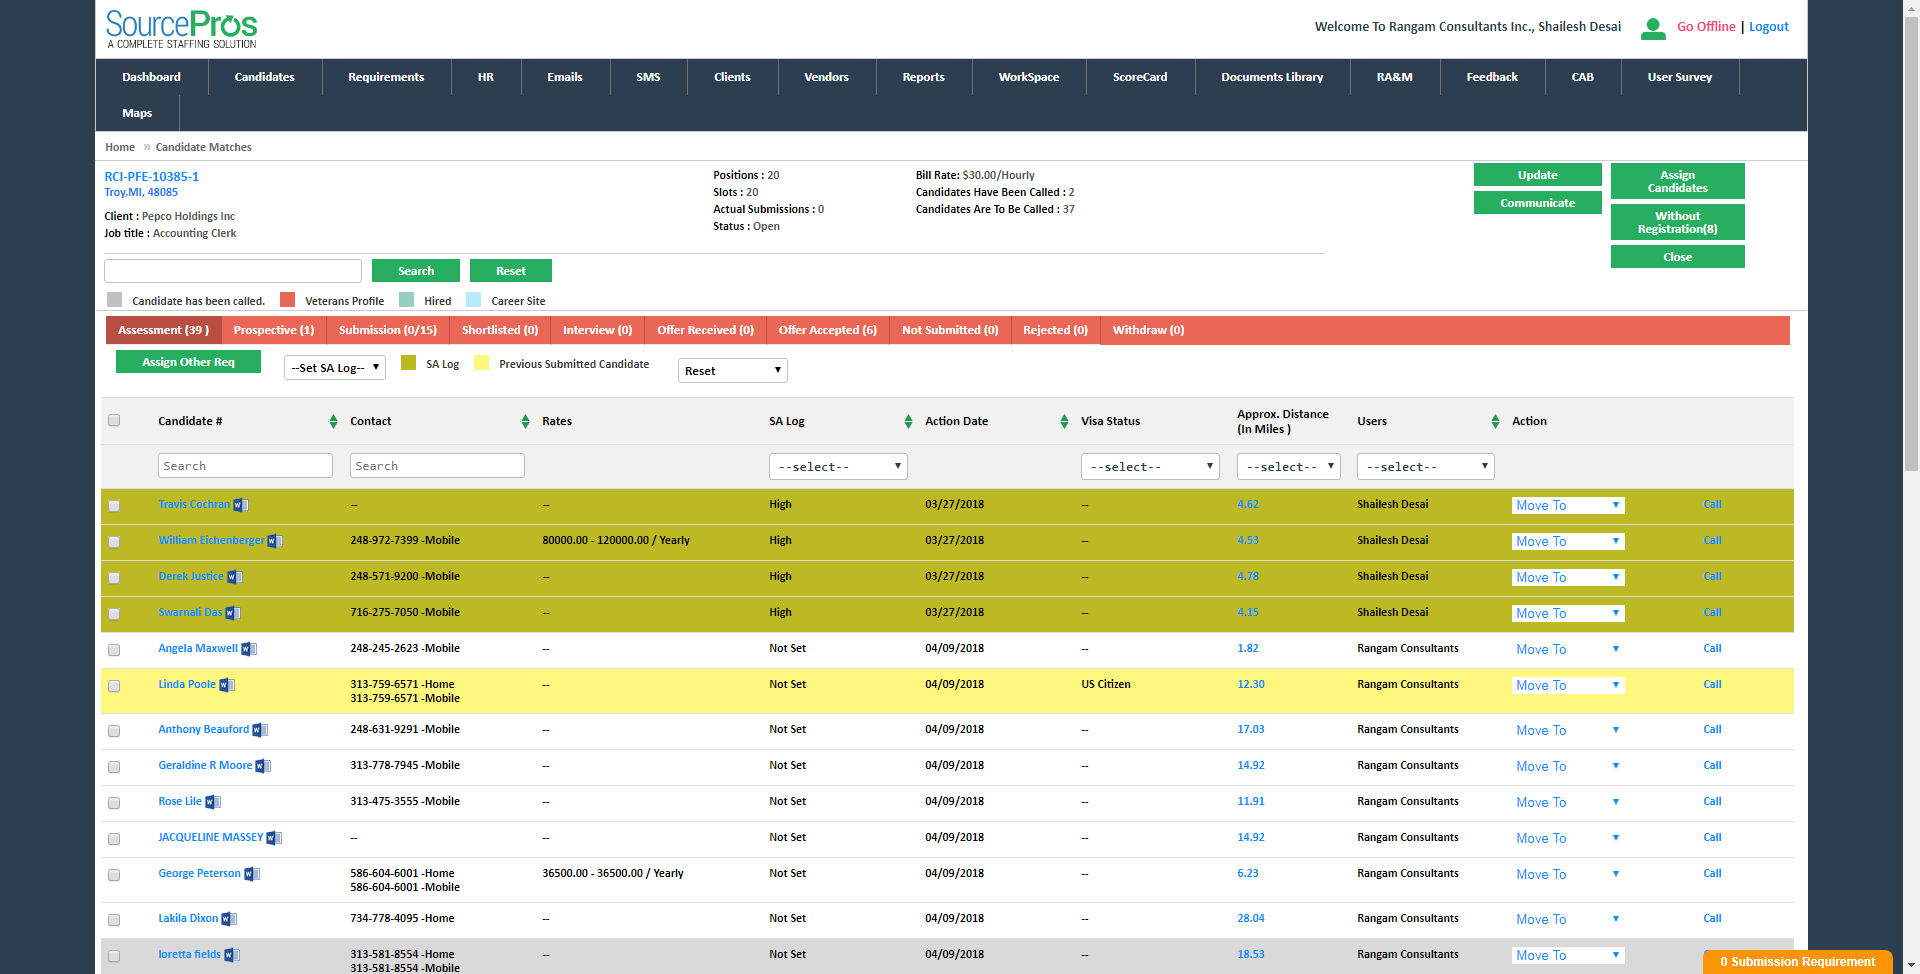 SourcePros
A COMPLETE STAFFING SOLUTION
Welcome To Rangam Consultants Inc., Shailesh Desai Go Offline | Logout
Dashboard Candidates Requirements HR Emails SMS Clients Vendors Reports WorkSpace ScoreCard Documents Library RA&M Feedback CAB User Survey
Maps
Home » Candidate Matches
RCI-PFE-10385-1
Troy,MI, 48085
Client : Pepco Holdings Inc
Job title : Accounting Clerk
Positions : 20
Slots : 20
Actual Submissions : 0
Status : Open
Bill Rate: $30.00/Hourly
Candidates Have Been Called : 2
Candidates Are To Be Called : 37
Update
Communicate
Assign
Candidates
Without
Registration(8)
Close
Search Reset
Candidate has been called. Veterans Profile Hired Career Site
Assessment (39 ) Prospective (1) Submission (0/15) Shortlisted (0) Interview (0) Offer Received (0) Offer Accepted (6) Not Submitted (0) Rejected (0) Withdraw (0)
Assign Other Req --Set SA Log-- SA Log Previous Submitted Candidate Reset
Candidate # Contact Rates SA Log Action Date Visa Status Approx. Distance (In Miles ) Users Action
Search Search --select-- --select-- --select-- --select--
Travis Cochran -- -- High 03/27/2018 -- 4.62 Shailesh Desai Move To Call
William Eichenberger 248-972-7399 -Mobile 80000.00 - 120000.00 / Yearly High 03/27/2018 -- 4.53 Shailesh Desai Move To Call
Derek Justice 248-571-9200 -Mobile -- High 03/27/2018 -- 4.78 Shailesh Desai Move To Call
Swarnali Das 716-275-7050 -Mobile -- High 03/27/2018 -- 4.15 Shailesh Desai Move To Call
Angela Maxwell 248-245-2623 -Mobile -- Not Set 04/09/2018 -- 1.82 Rangam Consultants Move To Call
Linda Poole 313-759-6571 -Home -- Not Set 04/09/2018 US Citizen 12.30 Rangam Consultants Move To Call
313-759-6571 -Mobile
Anthony Beauford 248-631-9291 -Mobile -- Not Set 04/09/2018 -- 17.03 Rangam Consultants Move To Call
Geraldine R Moore 313-778-7945 -Mobile -- Not Set 04/09/2018 -- 14.92 Rangam Consultants Move To Call
Rose Lile 313-475-3555 -Mobile -- Not Set 04/09/2018 -- 11.91 Rangam Consultants Move To Call
JACQUELINE MASSEY -- -- Not Set 04/09/2018 -- 14.92 Rangam Consultants Move To Call
George Peterson 586-604-6001 -Home 36500.00 - 36500.00 / Yearly Not Set 04/09/2018 -- 6.23 Rangam Consultants Move To Call
586-604-6001 -Mobile
Lakila Dixon 734-778-4095 -Home -- Not Set 04/09/2018 -- 28.04 Rangam Consultants Move To Call
loretta fields 313-581-8554 -Home -- Not Set 04/09/2018 -- 18.53 Rangam Consultants Move To
313-581-8554 -Mobile
0 Submission Requirement